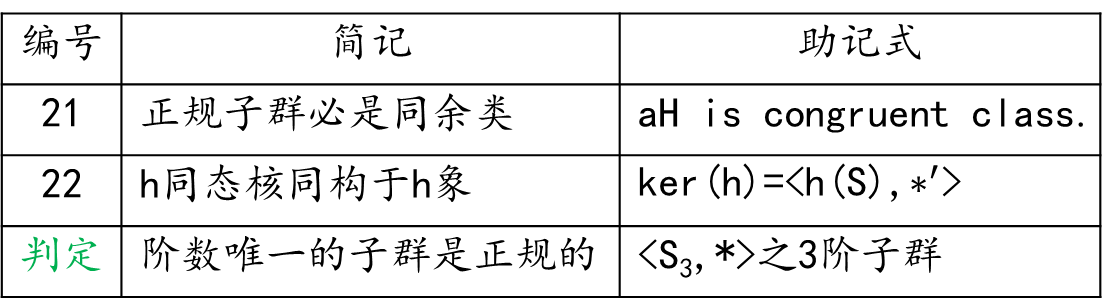 编号 简记 助记式
21 正规子群必是同余类 aH is congruent class.
22 h同态核同构于h象 ker(h)=<h(S),*′>
判定 阶数唯一的子群是正规的 <S₃,*>之3阶子群